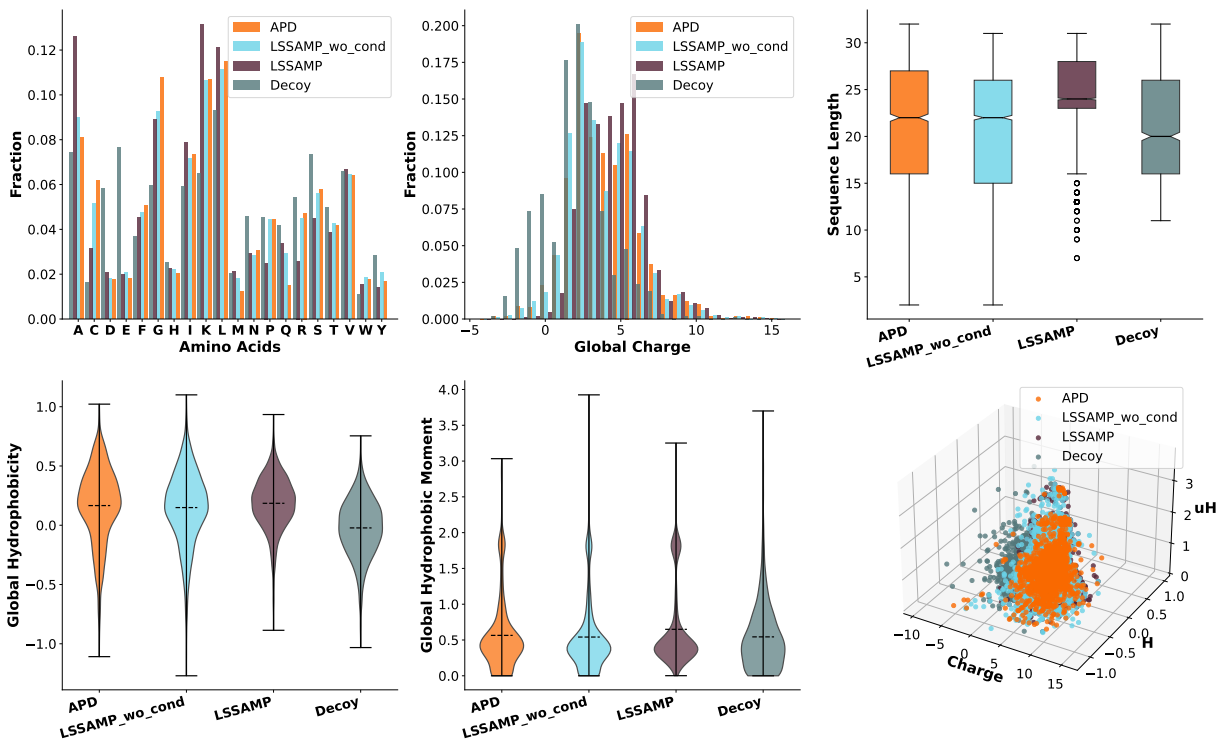 APD
LSSAMP_wo_cond
LSSAMP
Decoy
Fraction
0.12
0.10
0.08
0.06
0.04
0.02
0.00
A C D E F G H I K L M N P Q R S T V W Y
Amino Acids
APD
LSSAMP_wo_cond
LSSAMP
Decoy
Fraction
0.200
0.175
0.150
0.125
0.100
0.075
0.050
0.025
0.000
−5 0 5 10 15
Global Charge
Sequence Length
30
25
20
15
10
5
APD LSSAMP_wo_cond LSSAMP Decoy
Global Hydrophobicity
1.0
0.5
0.0
−0.5
−1.0
APD LSSAMP_wo_cond LSSAMP Decoy
Global Hydrophobic Moment
4.0
3.5
3.0
2.5
2.0
1.5
1.0
0.5
0.0
APD LSSAMP_wo_cond LSSAMP Decoy
APD
LSSAMP_wo_cond
LSSAMP
Decoy
3
2
1
0
uH
1.0
0.5
0.0
−0.5
−1.0
H
−10 −5 0 5 10 15
Charge